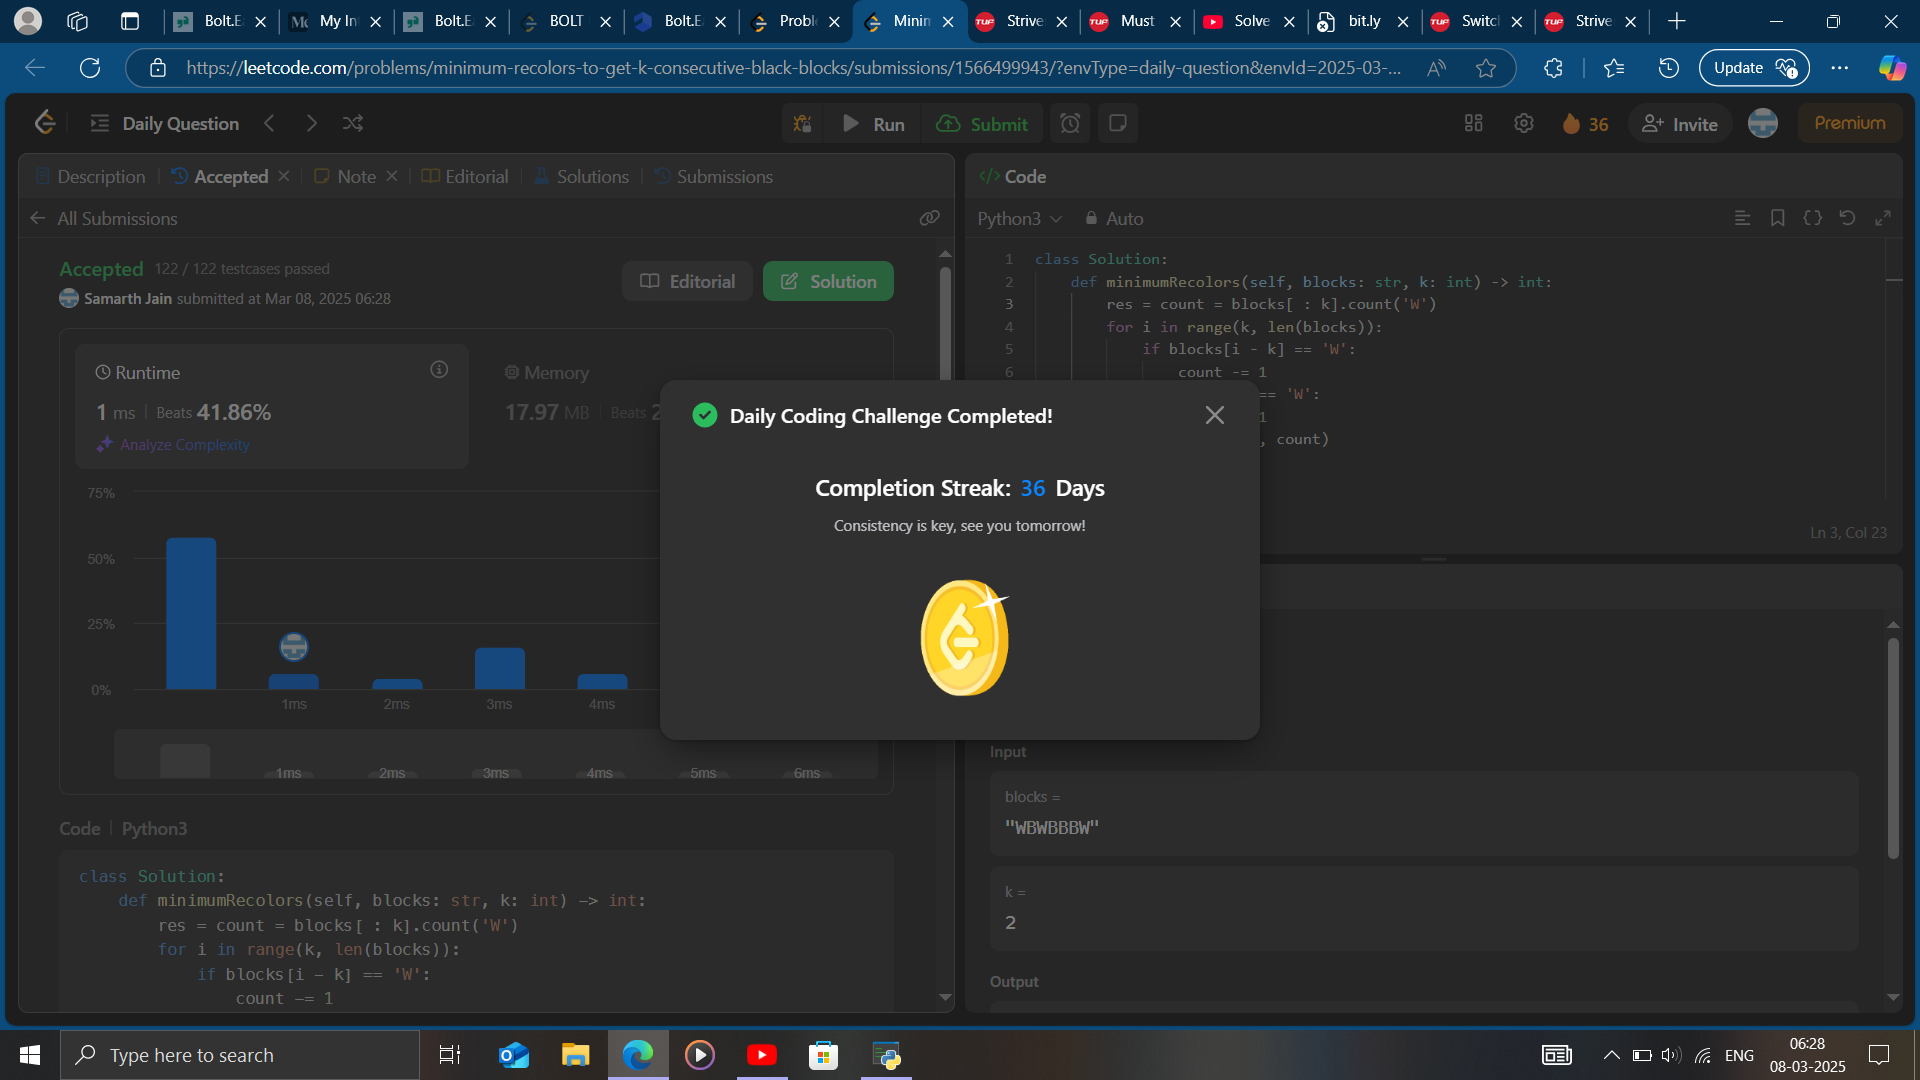 Bolt.E
My In
Bolt.E
BOLT
Bolt.E
Probl
Minin
Strive
Must
Solve
bit.ly
Switc
Strive
https://leetcode.com/problems/minimum-recolors-to-get-k-consecutive-black-blocks/submissions/1566499943/?envType=daily-question&envId=2025-03-...
Update
Daily Question
Run
Submit
36
Invite
Premium
Description
Accepted
Note
Editorial
Solutions
Submissions
All Submissions
Accepted 122 / 122 testcases passed
Samarth Jain submitted at Mar 08, 2025 06:28
Editorial
Solution
Runtime
1 ms | Beats 41.86%
Analyze Complexity
Memory
17.97 MB | Beats 2
75%
50%
25%
0%
1ms 2ms 3ms 4ms
1ms 2ms 3ms 4ms 5ms 6ms
Code | Python3
class Solution:
def minimumRecolors(self, blocks: str, k: int) -> int:
res = count = blocks[ : k].count('W')
for i in range(k, len(blocks)):
if blocks[i - k] == 'W':
count -= 1
Daily Coding Challenge Completed!
Completion Streak: 36 Days
Consistency is key, see you tomorrow!
</> Code
Python3 Auto
1 class Solution:
2 def minimumRecolors(self, blocks: str, k: int) -> int:
3 res = count = blocks[ : k].count('W')
4 for i in range(k, len(blocks)):
5 if blocks[i - k] == 'W':
6 count -= 1
== 'W':
1
, count)
Ln 3, Col 23
Input
blocks =
"WBWBBBW"
k =
2
Output
Type here to search
ENG
06:28
08-03-2025